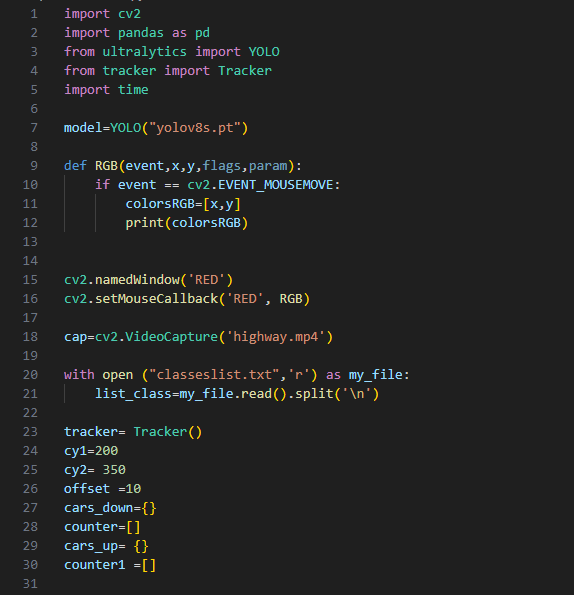 1 import cv2
2 import pandas as pd
3 from ultralytics import YOLO
4 from tracker import Tracker
5 import time
6
7 model=YOLO("yolov8s.pt")
8
9 def RGB(event,x,y,flags,param):
10     if event == cv2.EVENT_MOUSEMOVE:
11         colorsRGB=[x,y]
12         print(colorsRGB)
13
14
15 cv2.namedWindow('RED')
16 cv2.setMouseCallback('RED', RGB)
17
18 cap=cv2.VideoCapture('highway.mp4')
19
20 with open ("classeslist.txt",'r') as my_file:
21     list_class=my_file.read().split('\n')
22
23 tracker= Tracker()
24 cy1=200
25 cy2= 350
26 offset =10
27 cars_down={}
28 counter=[]
29 cars_up= {}
30 counter1 =[]
31